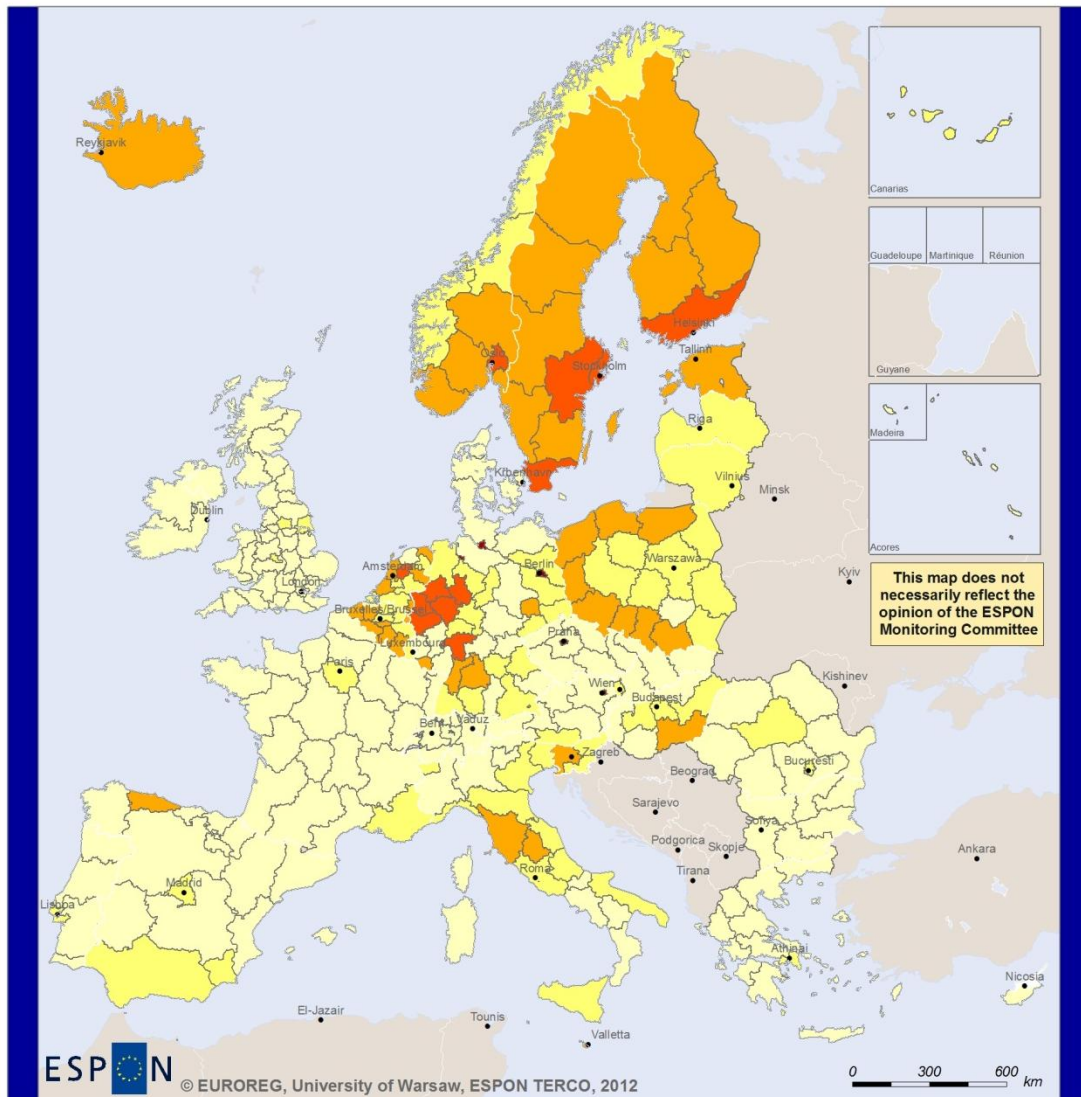 Reykjavik
Canarias
Guadeloupe
Martinique
Réunion
Guyane
Madeira
Acores
This map does not
necessarily reflect the
opinion of the ESPON
Monitoring Committee
Helsinki
Oslo
Tallinn
Stockholm
Riga
Vilnius
Minsk
Dublin
London
Amsterdam
Berlin
Warszawa
Kyiv
Bruxelles/Brussel
Luxembourg
Praha
Paris
Wien
Budapest
Kishinev
Bern
Vaduz
Zagreb
Beograd
Bucuresti
Sarajevo
Sofiya
Podgorica
Skopje
Tirana
Roma
Ankara
Madrid
Lisboa
Athinai
Nicosia
El-Jazair
Tounis
Valletta
ESPON
© EUROREG, University of Warsaw, ESPON TERCO, 2012
0 300 600
km